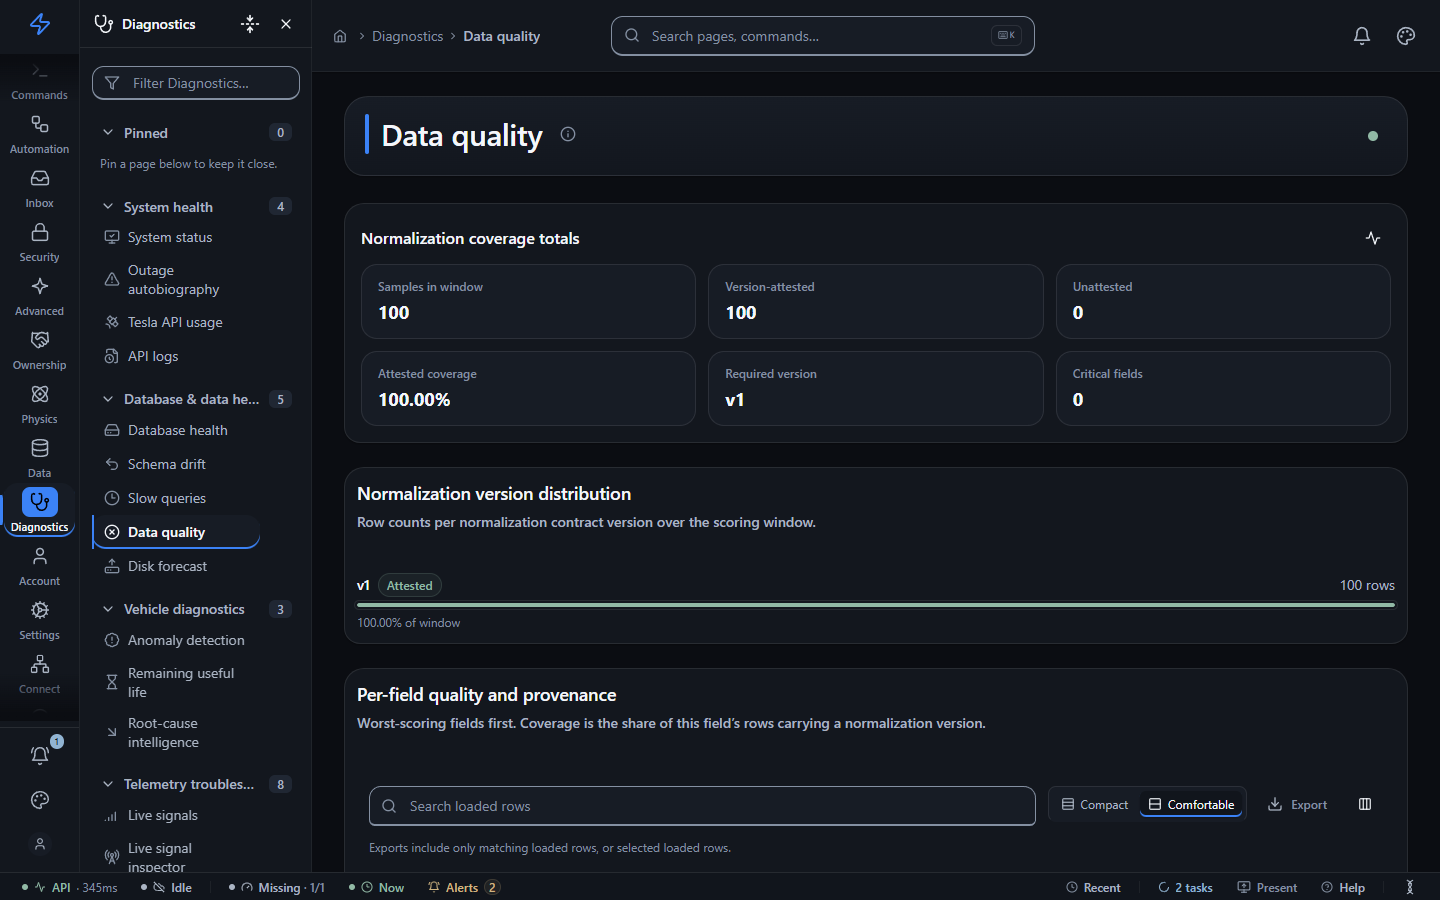 Diagnostics
Diagnostics
Data quality
Search pages, commands...
K
Commands
Automation
Inbox
Security
Advanced
Ownership
Physics
Data
Diagnostics
Account
Settings
Connect
1
Filter Diagnostics...
Pinned
0
Pin a page below to keep it close.
System health
4
System status
Outage
autobiography
Tesla API usage
API logs
Database & data he...
5
Database health
Schema drift
Slow queries
Data quality
Disk forecast
Vehicle diagnostics
3
Anomaly detection
Remaining useful
life
Root-cause
intelligence
Telemetry troubles...
8
Live signals
Live signal
inspector
Data quality
Normalization coverage totals
Samples in window
100
Version-attested
100
Unattested
0
Attested coverage
100.00%
Required version
v1
Critical fields
0
Normalization version distribution
Row counts per normalization contract version over the scoring window.
v1
Attested
100 rows
100.00% of window
Per-field quality and provenance
Worst-scoring fields first. Coverage is the share of this field's rows carrying a normalization version.
Search loaded rows
Compact
Comfortable
Export
Exports include only matching loaded rows, or selected loaded rows.
API · 345ms
Idle
Missing · 1/1
Now
Alerts 2
Recent
2 tasks
Present
Help